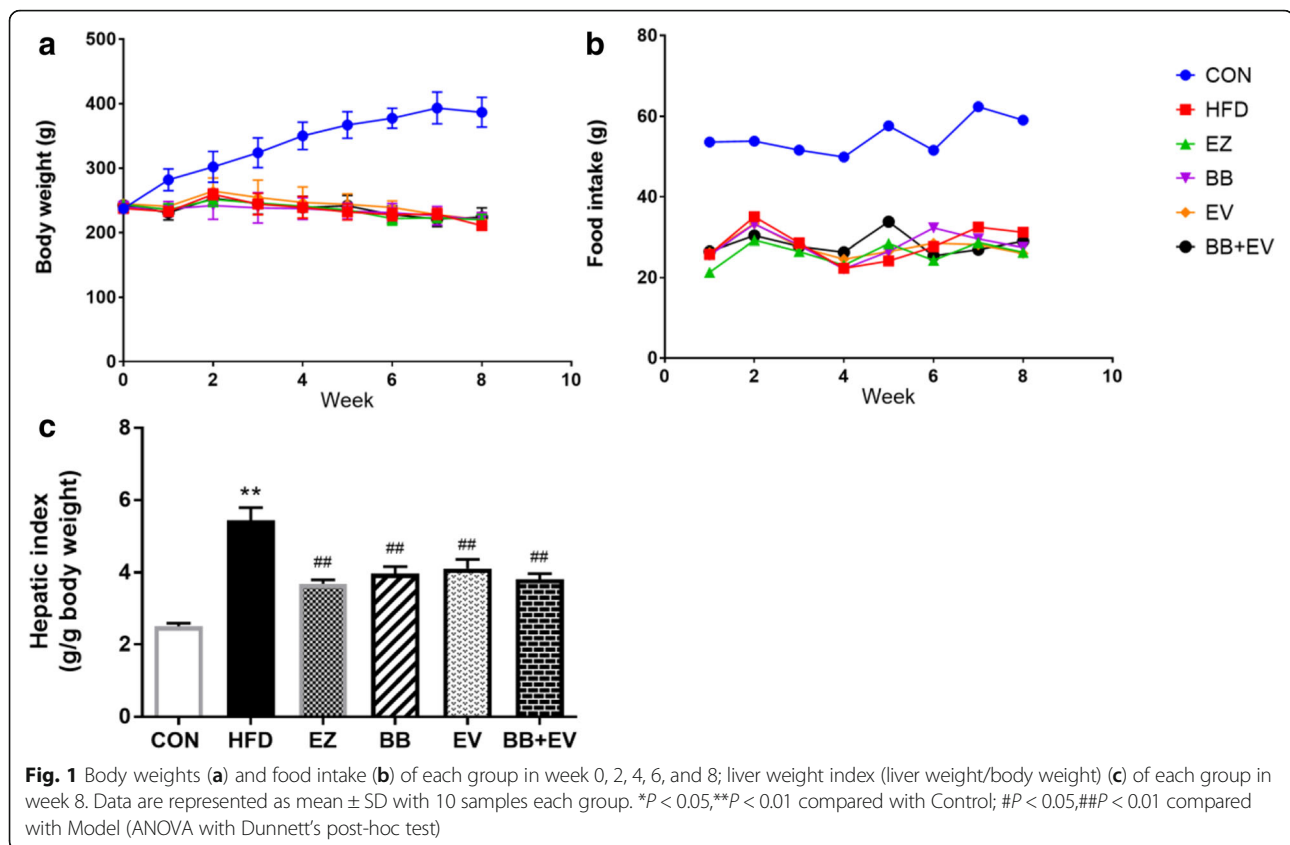 a
500
400
300
200
100
0
Body weight (g)
0 2 4 6 8 10
Week
b
80
60
40
20
0
Food intake (g)
0 2 4 6 8 10
Week
CON
HFD
EZ
BB
EV
BB+EV
c
8
6
4
2
0
Hepatic index
(g/g body weight)
**
##
##
##
##
CON HFD EZ BB EV BB+EV
Fig. 1 Body weights (a) and food intake (b) of each group in week 0, 2, 4, 6, and 8; liver weight index (liver weight/body weight) (c) of each group in
week 8. Data are represented as mean ± SD with 10 samples each group. *P < 0.05,**P < 0.01 compared with Control; #P < 0.05,##P < 0.01 compared
with Model (ANOVA with Dunnett's post-hoc test)